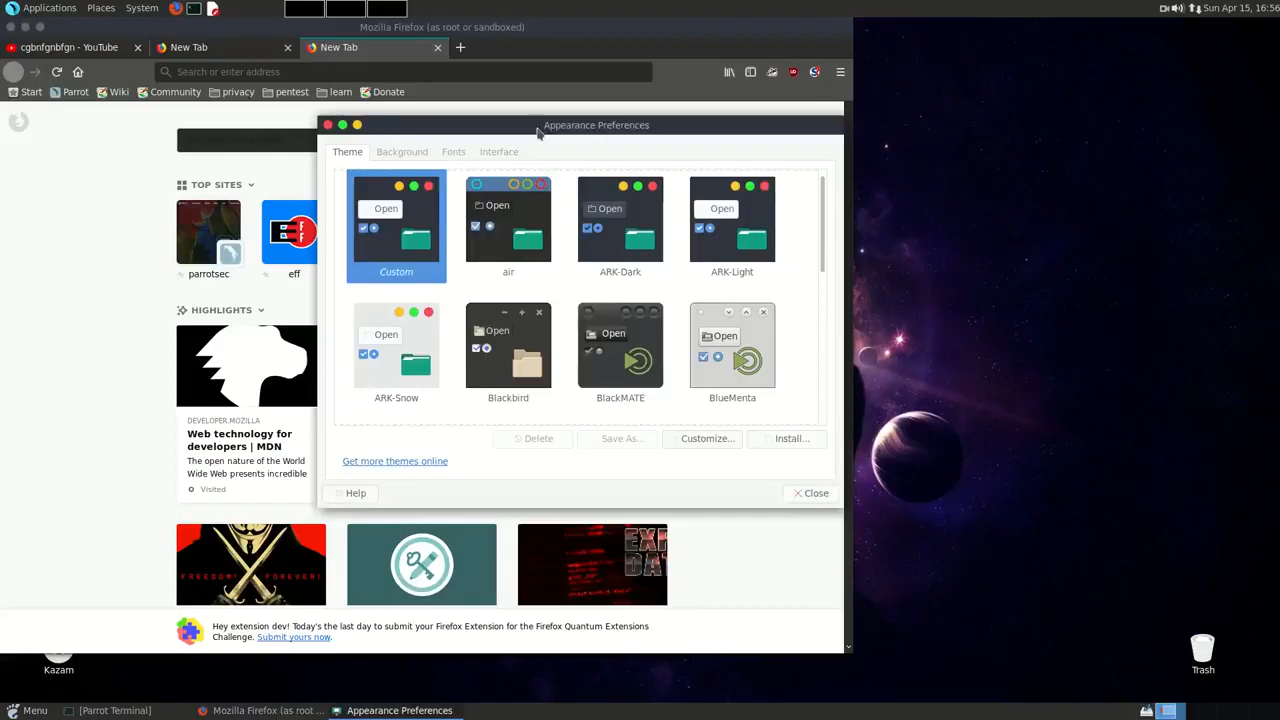 Applications Places System
Sun Apr 15, 16:56
Mozilla Firefox (as root or sandboxed)
cgbnfgnbfgn - YouTube
New Tab
New Tab
Search or enter address
Start Parrot Wiki Community privacy pentest learn Donate
Appearance Preferences
Theme Background Fonts Interface
TOP SITES
parrotsec
eff
HIGHLIGHTS
DEVELOPER.MOZILLA
Web technology for
developers | MDN
The open nature of the World
Wide Web presents incredible
Visited
Open
Open
Open
Open
Custom
air
ARK-Dark
ARK-Light
Open
Open
Open
Open
ARK-Snow
Blackbird
BlackMATE
BlueMenta
Delete Save As... Customize... Install...
Get more themes online
Help
Close
FREEDOM! FOREVER!
Hey extension dev! Today's the last day to submit your Firefox Extension for the Firefox Quantum Extensions
Challenge. Submit yours now.
Kazam
Trash
Menu [Parrot Terminal] Mozilla Firefox (as root ... Appearance Preferences